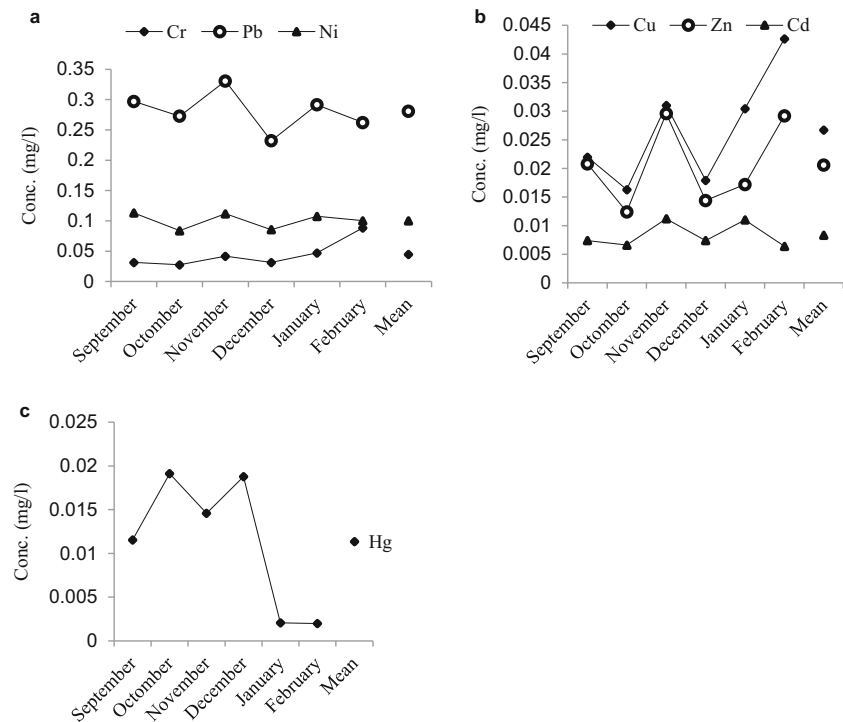 a
Cr Pb Ni
0.35
0.3
0.25
0.2
0.15
0.1
0.05
0
Conc. (mg/l)
September
Octomber
November
December
January
February
Mean
b
Cu Zn Cd
0.045
0.04
0.035
0.03
0.025
0.02
0.015
0.01
0.005
0
Conc. (mg/l)
September
October
November
December
January
February
Mean
c
0.025
0.02
0.015
0.01
0.005
0
Conc. (mg/l)
Hg
September
Octomber
November
December
January
February
Mean